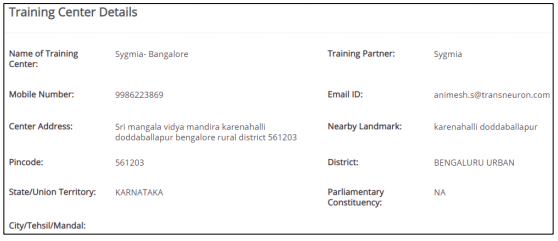 Training Center Details
Name of Training Center: Sygmia- Bangalore Training Partner: Sygmia
Mobile Number: 9986223869 Email ID: animesh.s@transneuron.com
Center Address: Sri mangala vidya mandira karenahalli doddaballapur bengalore rural district 561203 Nearby Landmark: karenahalli doddaballapur
Pincode: 561203 District: BENGALURU URBAN
State/Union Territory: KARNATAKA Parliamentary Constituency: NA
City/Tehsil/Mandal: